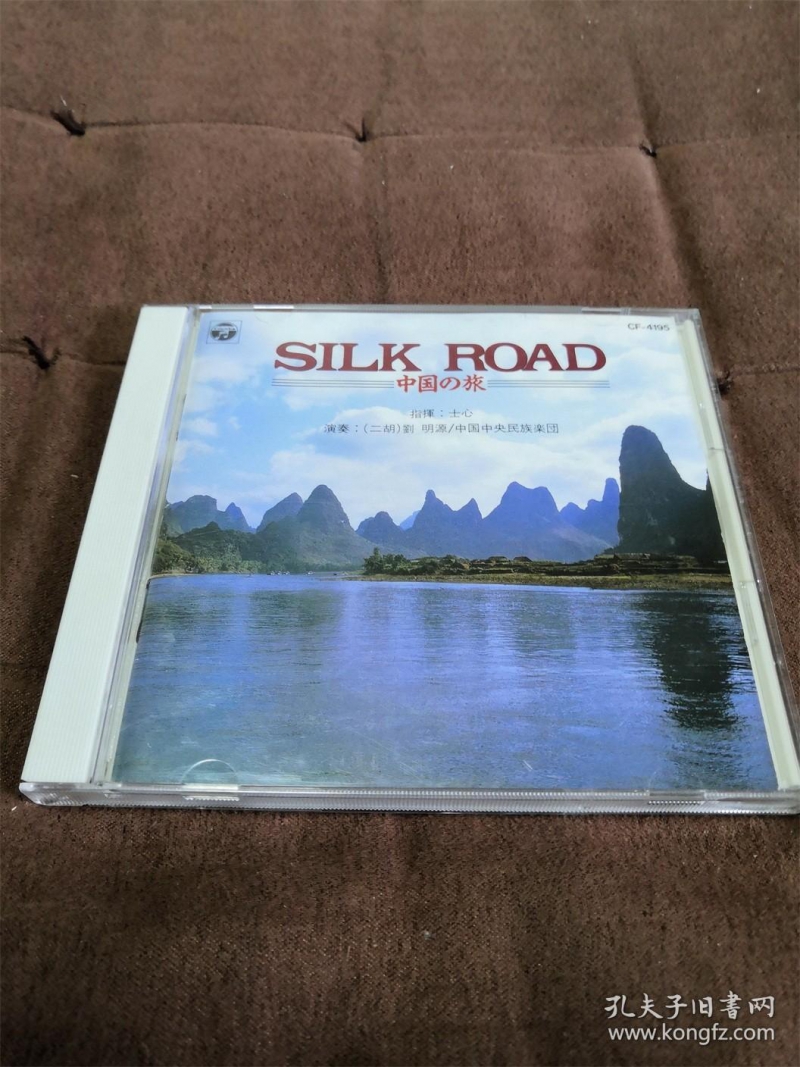 CF-4195
SILK ROAD
中国の旅
指揮：士心
演奏：(二胡)劉 明源/中国中央民族楽団
孔夫子旧書网
www.kongfz.com